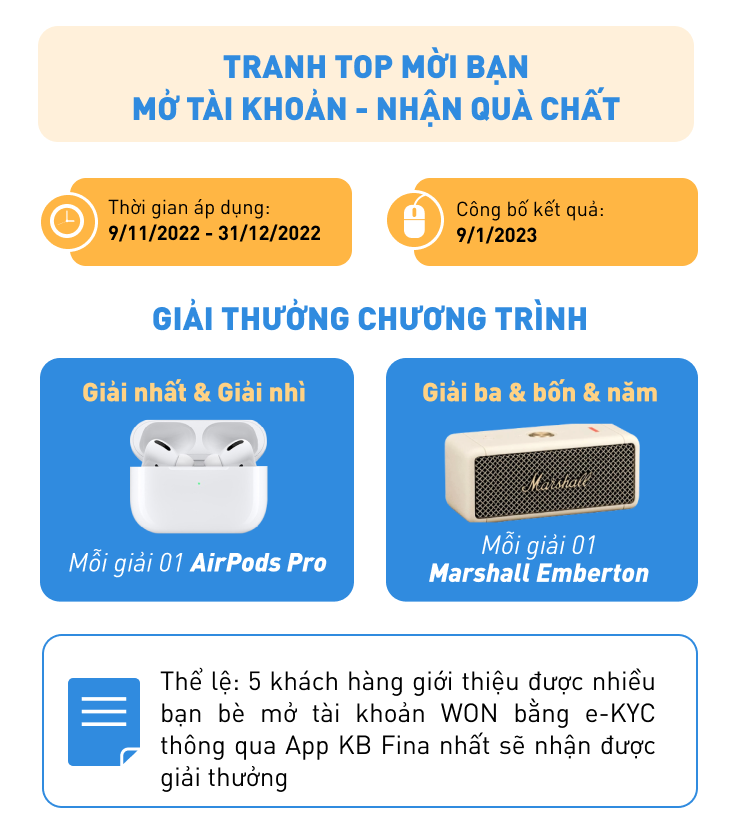 TRANH TOP MỜI BẠN
MỞ TÀI KHOẢN - NHẬN QUÀ CHẤT
Thời gian áp dụng:
9/11/2022 - 31/12/2022
Công bố kết quả:
9/1/2023
GIẢI THƯỞNG CHƯƠNG TRÌNH
Giải nhất & Giải nhì
Mỗi giải 01 AirPods Pro
Giải ba & bốn & năm
Marshall
Mỗi giải 01
Marshall Emberton
Thể lệ: 5 khách hàng giới thiệu được nhiều
bạn bè mở tài khoản WON bằng e-KYC
thông qua App KB Fina nhất sẽ nhận được
giải thưởng